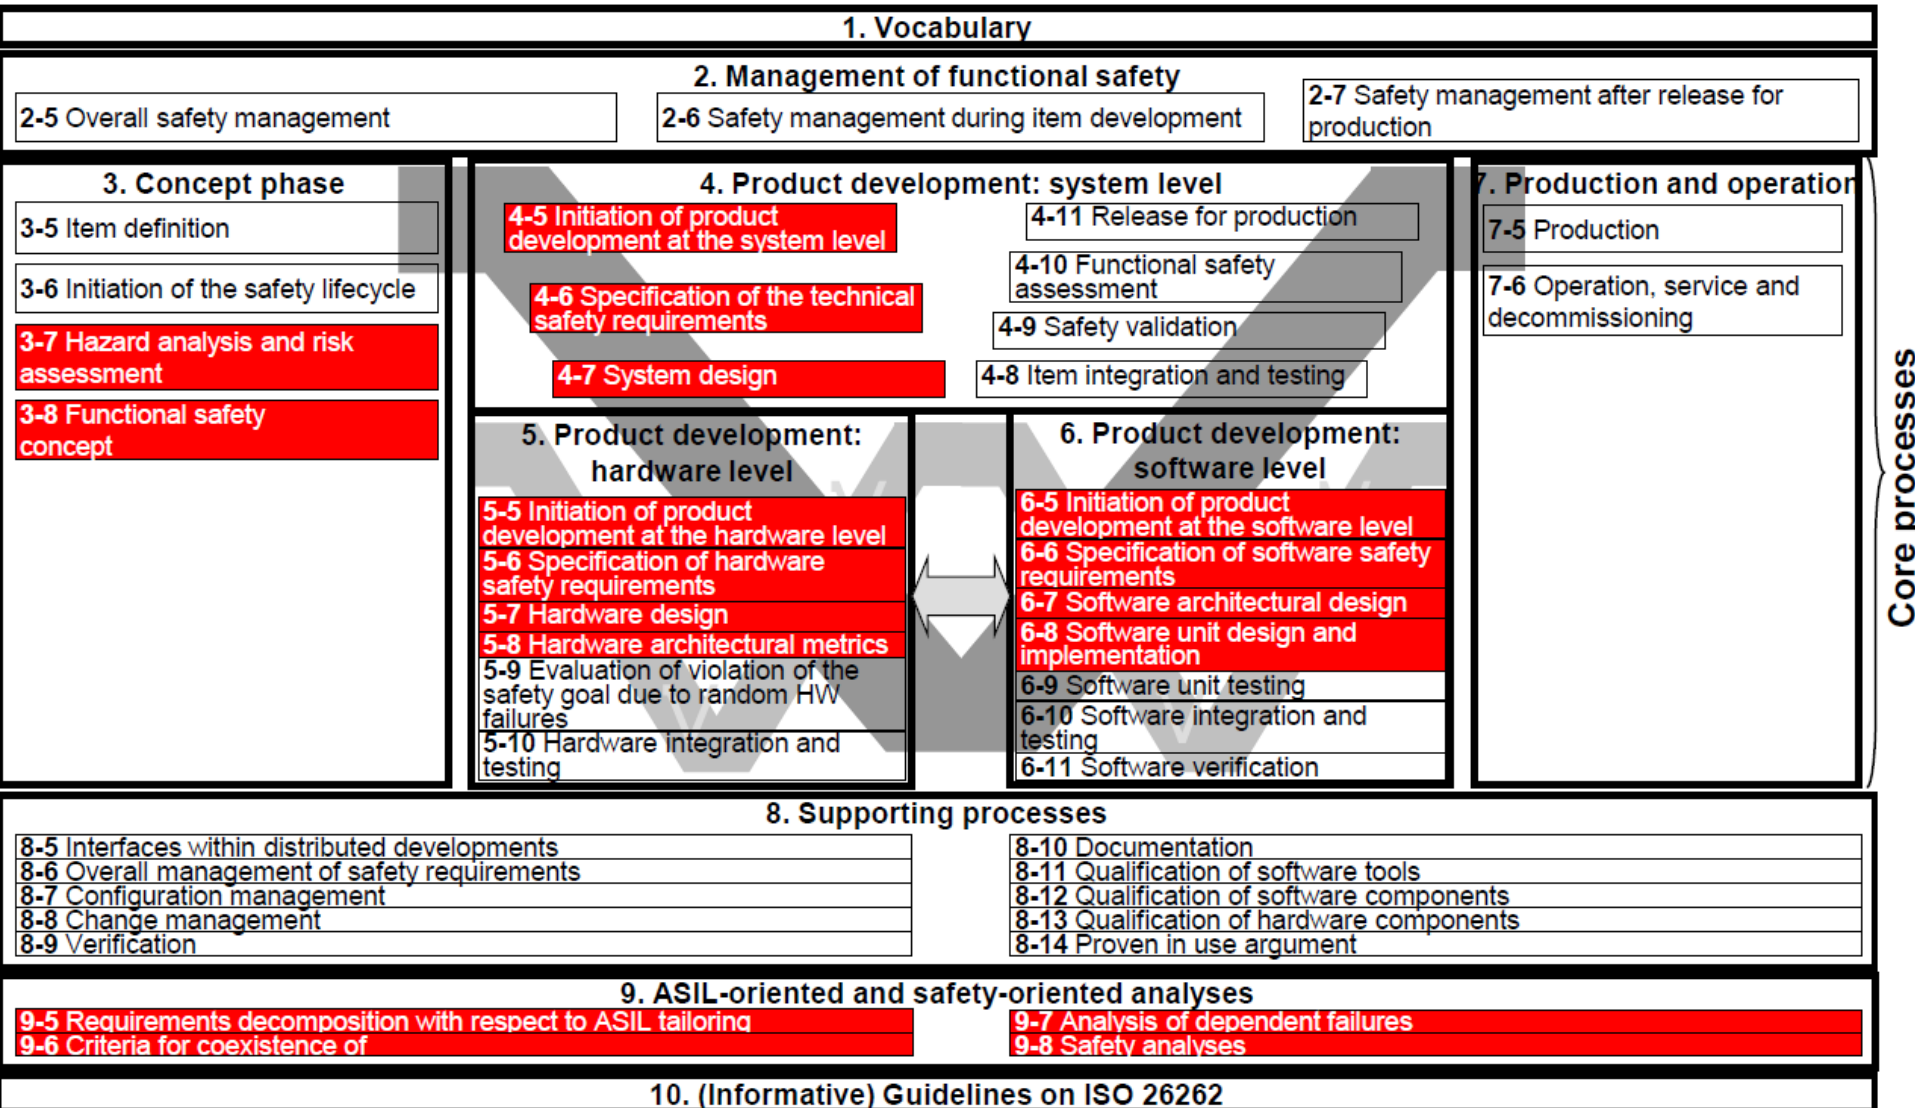 1. Vocabulary
2. Management of functional safety
2-5 Overall safety management
2-6 Safety management during item development
2-7 Safety management after release for
production
3. Concept phase
3-5 Item definition
3-6 Initiation of the safety lifecycle
3-7 Hazard analysis and risk
assessment
3-8 Functional safety
concept
4. Product development: system level
4-5 Initiation of product
development at the system level
4-6 Specification of the technical
safety requirements
4-7 System design
4-11 Release for production
4-10 Functional safety
assessment
4-9 Safety validation
4-8 Item integration and testing
5. Product development:
hardware level
5-5 Initiation of product
development at the hardware level
5-6 Specification of hardware
safety requirements
5-7 Hardware design
5-8 Hardware architectural metrics
5-9 Evaluation of violation of the
safety goal due to random HW
failures
5-10 Hardware integration and
testing
6. Product development:
software level
6-5 Initiation of product
development at the software level
6-6 Specification of software safety
requirements
6-7 Software architectural design
6-8 Software unit design and
implementation
6-9 Software unit testing
6-10 Software integration and
testing
6-11 Software verification
7. Production and operation
7-5 Production
7-6 Operation, service and
decommissioning
Core processes
8. Supporting processes
8-5 Interfaces within distributed developments
8-6 Overall management of safety requirements
8-7 Configuration management
8-8 Change management
8-9 Verification
8-10 Documentation
8-11 Qualification of software tools
8-12 Qualification of software components
8-13 Qualification of hardware components
8-14 Proven in use argument
9. ASIL-oriented and safety-oriented analyses
9-5 Requirements decomposition with respect to ASIL tailoring
9-6 Criteria for coexistence of
9-7 Analysis of dependent failures
9-8 Safety analyses
10. (Informative) Guidelines on ISO 26262